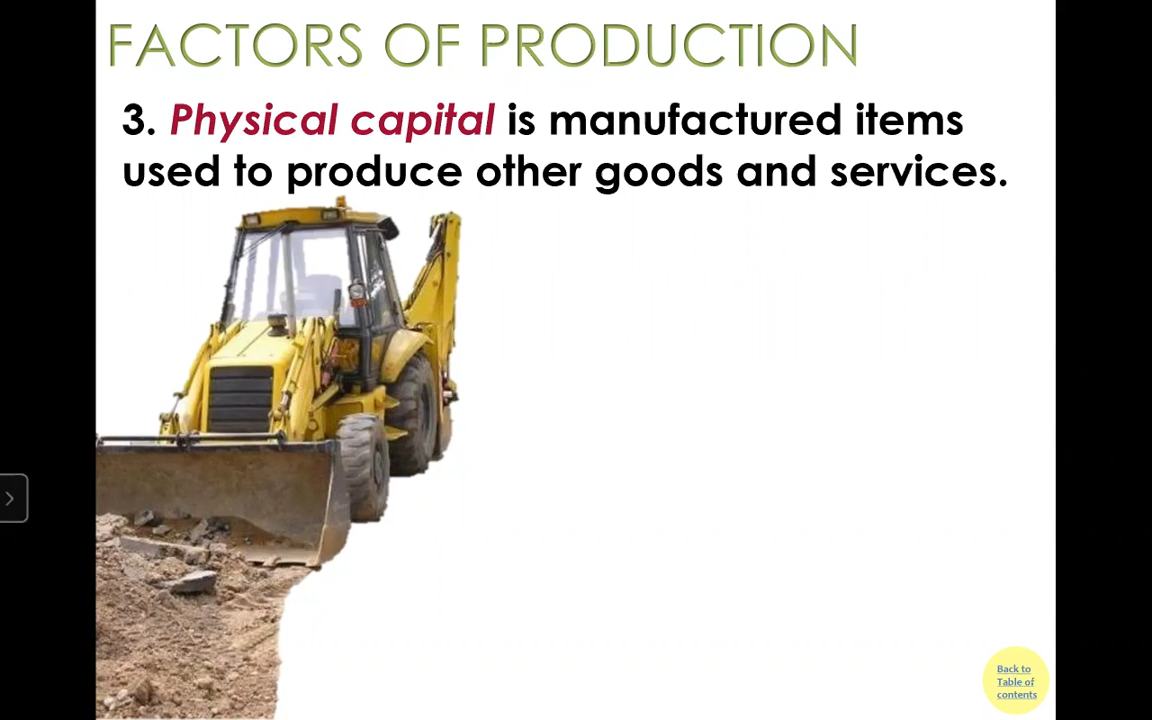 FACTORS OF PRODUCTION
3. Physical capital is manufactured items
used to produce other goods and services.
Back to
Table of
contents